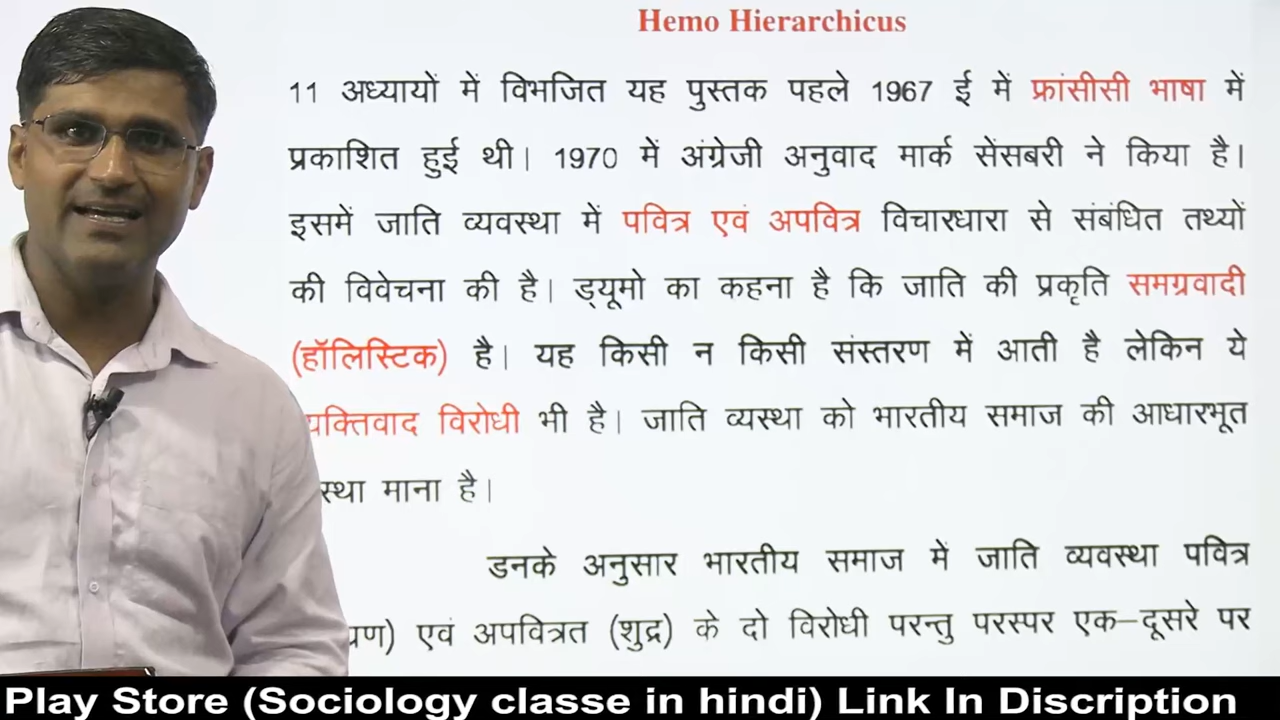 Hemo Hierarchicus
11 अध्यायों में विभजित यह पुस्तक पहले 1967 ई में फ्रांसीसी भाषा में
प्रकाशित हुई थी। 1970 में अंग्रेजी अनुवाद मार्क सेंसबरी ने किया है।
इसमें जाति व्यवस्था में पवित्र एवं अपवित्र विचारधारा से संबंधित तथ्यों
की विवेचना की है। ड्यूमो का कहना है कि जाति की प्रकृति समग्रवादी
(हॉलिस्टिक) है। यह किसी न किसी संस्तरण में आती है लेकिन ये
विरोधी भी है। जाति व्यस्था को भारतीय समाज की आधारभूत
माना है।
डनके अनुसार भारतीय समाज में जाति व्यवस्था पवित्र
एवं अपवित्रत (शुद्र) के दो विरोधी परन्तु परस्पर एक–दूसरे पर
Play Store (Sociology classe in hindi) Link In Discription